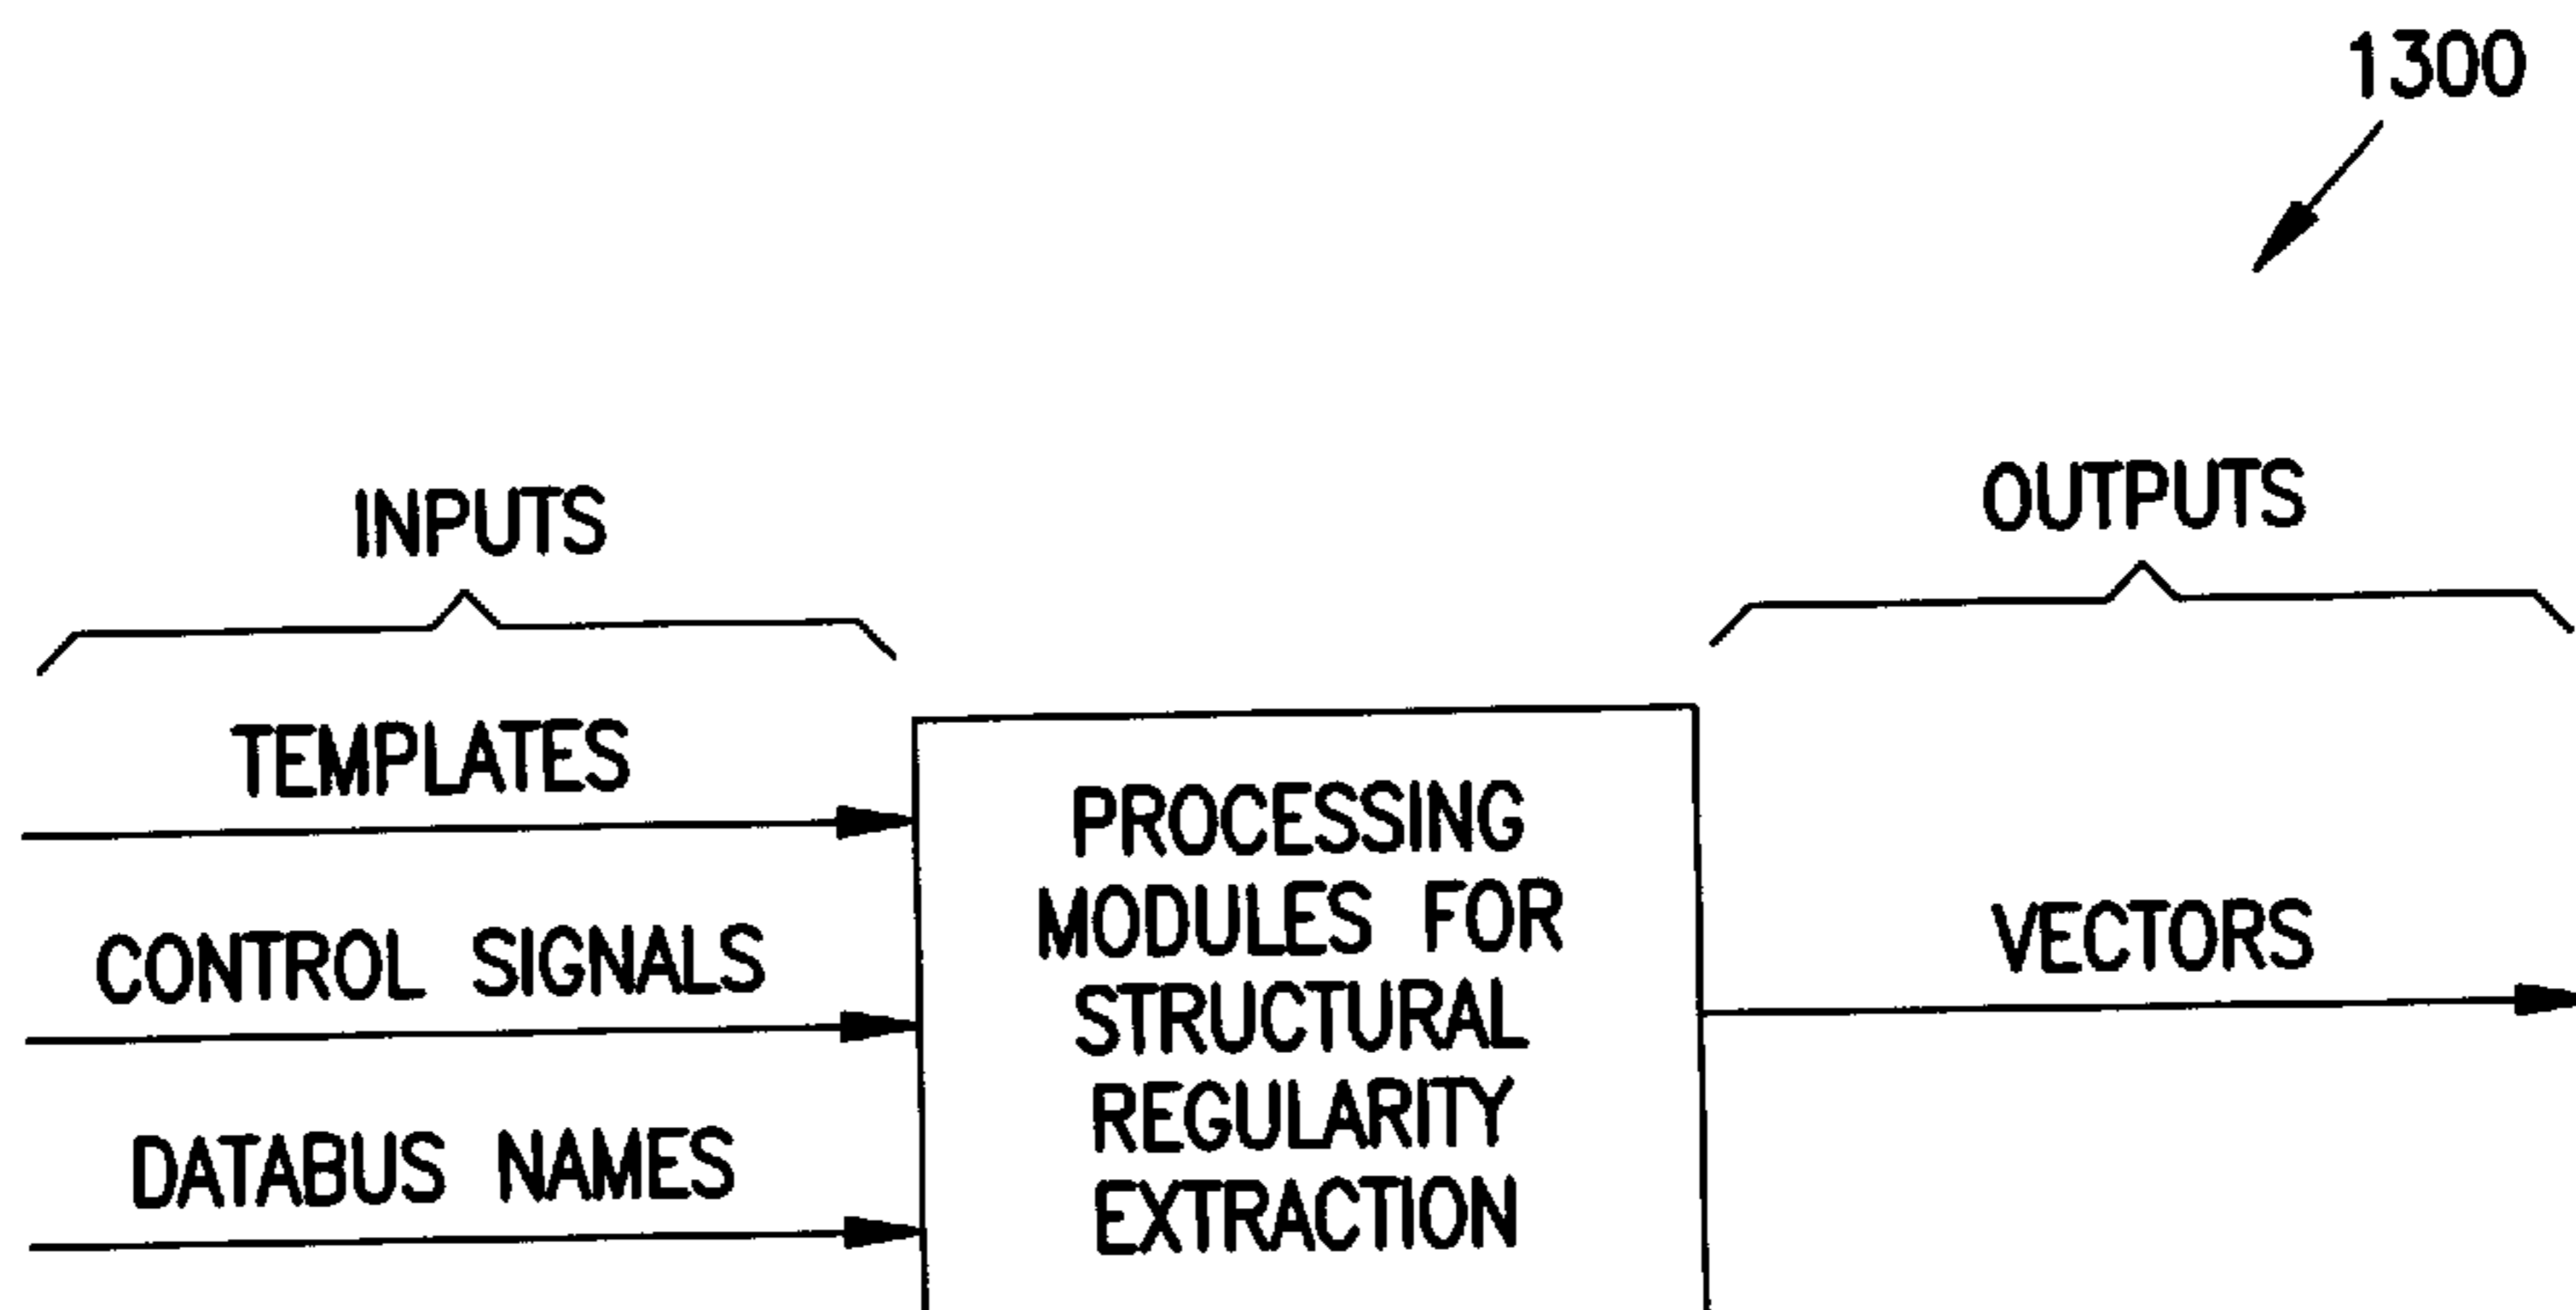 1300
INPUTS
OUTPUTS
TEMPLATES
CONTROL SIGNALS
DATABUS NAMES
PROCESSING
MODULES FOR
STRUCTURAL
REGULARITY
EXTRACTION
VECTORS